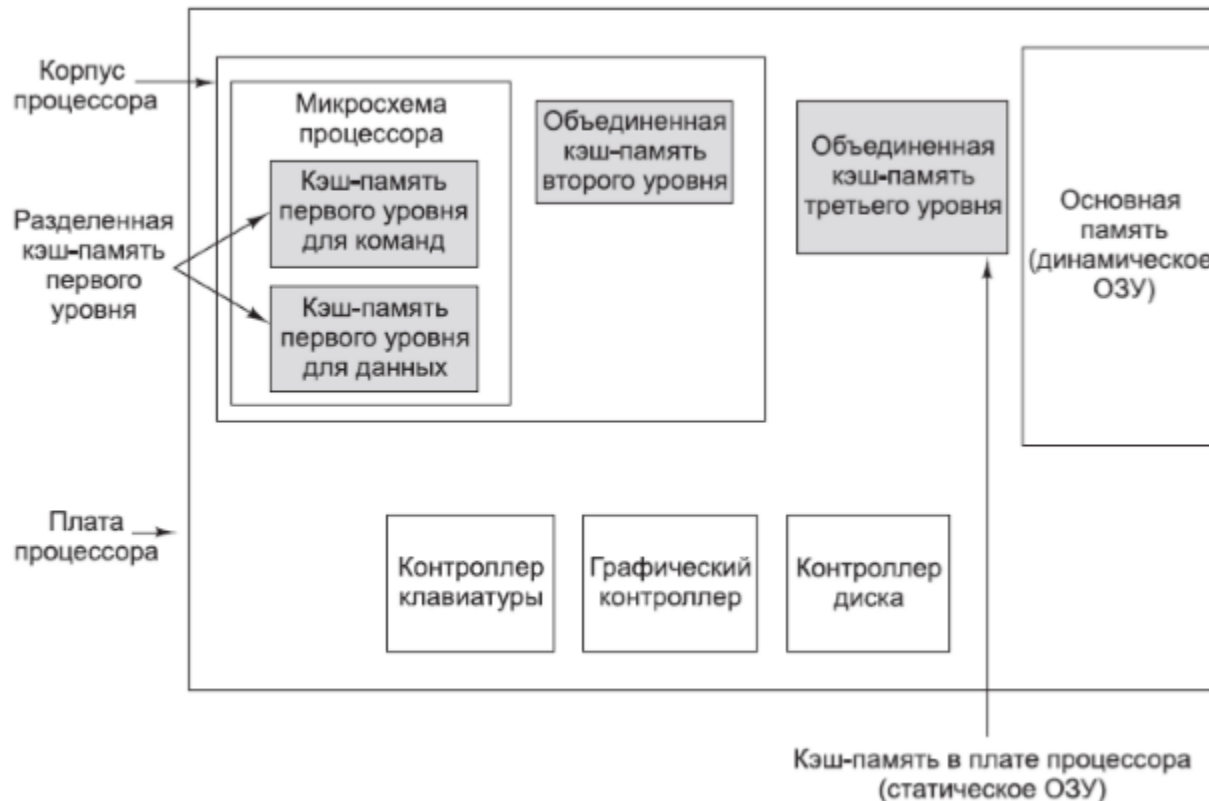 Корпус
процессора
Микросхема
процессора
Кэш-память
первого уровня
для команд
Кэш-память
первого уровня
для данных
Объединенная
кэш-память
второго уровня
Объединенная
кэш-память
третьего уровня
Основная
память
(динамическое
ОЗУ)
Разделенная
кэш-память
первого
уровня
Плата
процессора
Контроллер
клавиатуры
Графический
контроллер
Контроллер
диска
Кэш-память в плате процессора
(статическое ОЗУ)